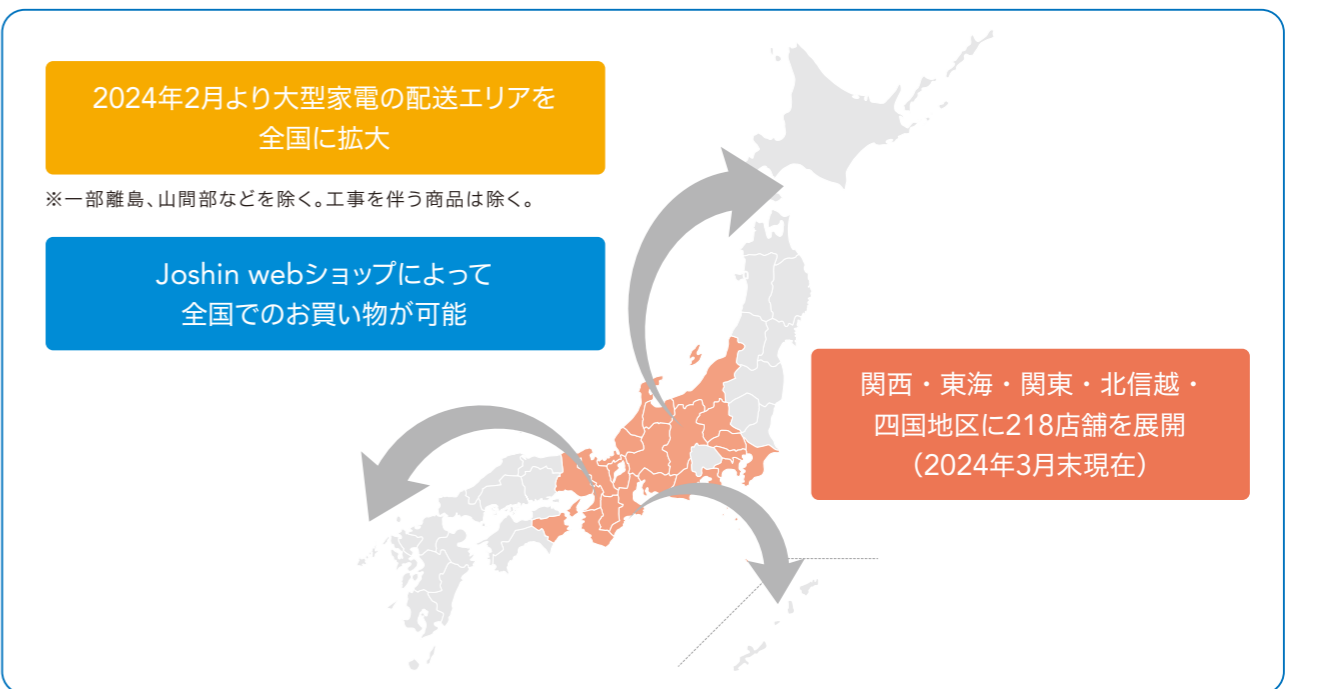 2024年2月より大型家電の配送エリアを
全国に拡大
※一部離島、山間部などを除く。工事を伴う商品は除く。
Joshin webショップによって
全国でのお買い物が可能
関西・東海・関東・北信越・
四国地区に218店舗を展開
（2024年3月末現在）